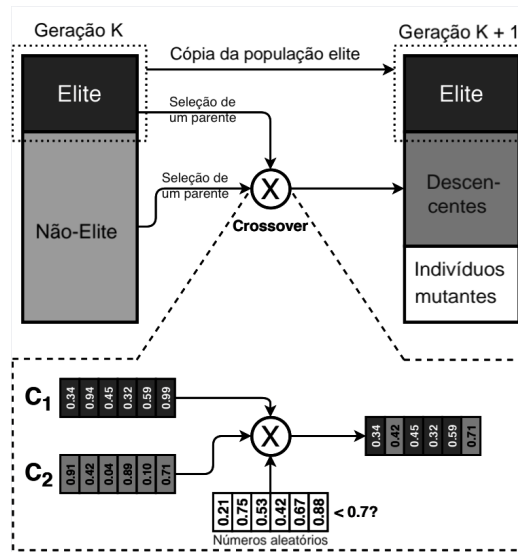 Geração K
Geração K + 1
Cópia da população elite
Elite
Elite
Seleção de
um parente
Seleção de
um parente
X
Crossover
Não-Elite
Descen-
centes
Indivíduos
mutantes
C1
0.34 0.94 0.45 0.32 0.59 0.99
C2
0.91 0.42 0.04 0.89 0.10 0.71
X
0.34 0.42 0.45 0.32 0.59 0.71
0.21 0.75 0.53 0.42 0.67 0.88
< 0.7?
Números aleatórios